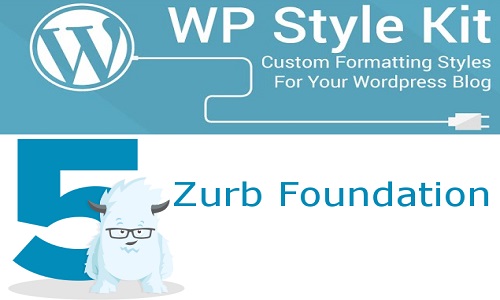 WP Style Kit
Custom Formatting Styles
For Your Wordpress Blog
5
Zurb Foundation